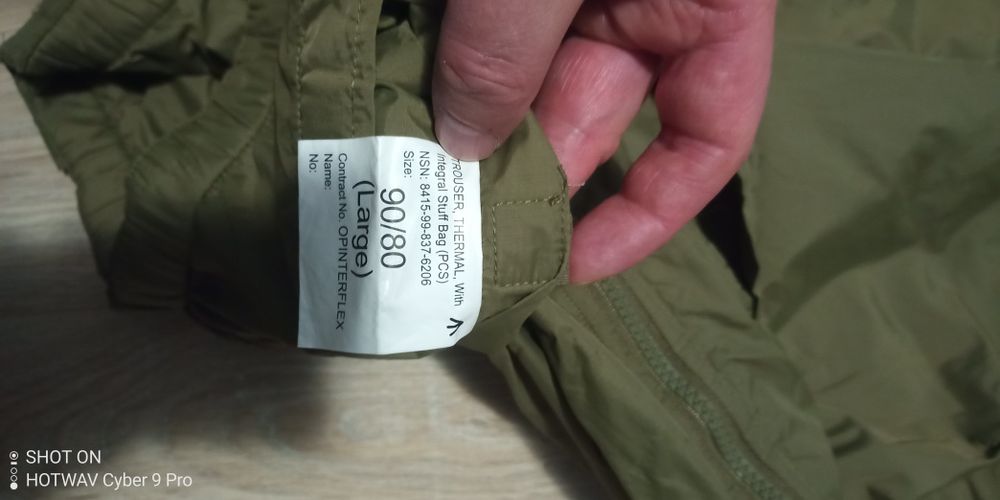 TROUSER, THERMAL, With
Integral Stuff Bag (PCS)
NSN: 8415-99-837-6206
Size:
90/80
(Large)
Contract No. OPINTERFLEX
Name:
No:
SHOT ON
HOTWAV Cyber 9 Pro